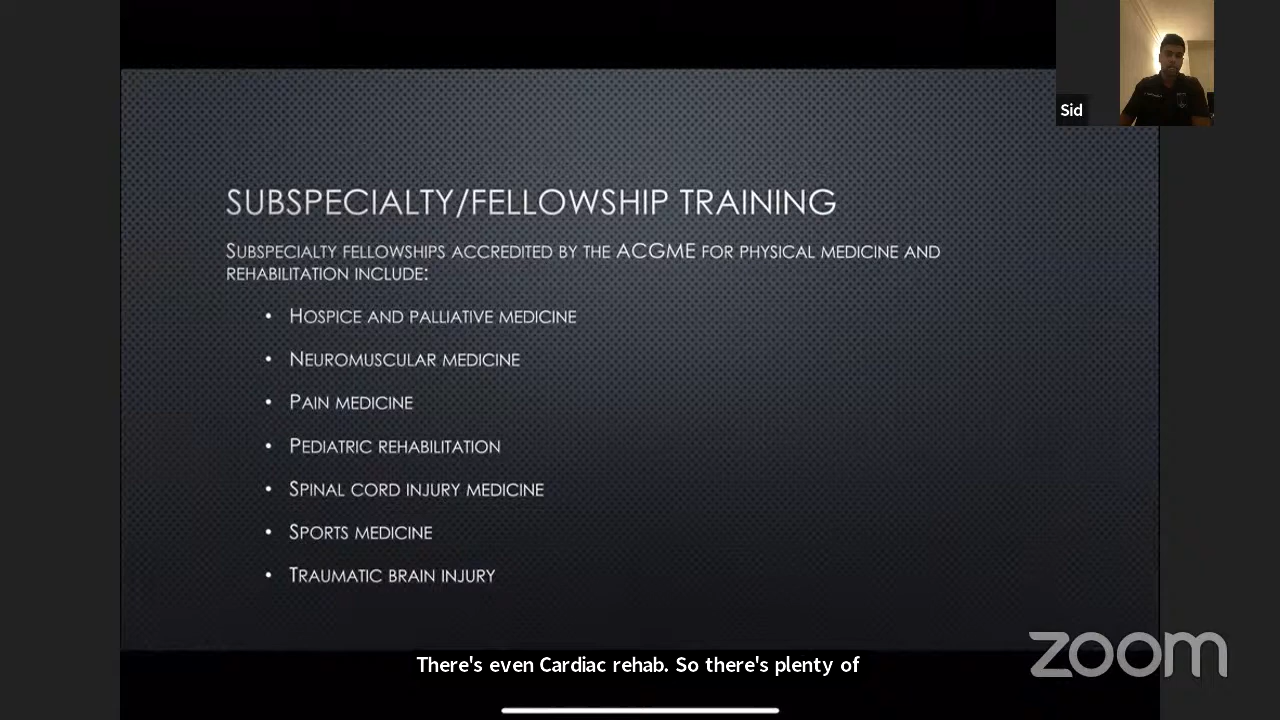 Sid
SUBSPECIALTY/FELLOWSHIP TRAINING
SUBSPECIALTY FELLOWSHIPS ACCREDITED BY THE ACGME FOR PHYSICAL MEDICINE AND
REHABILITATION INCLUDE:
• HOSPICE AND PALLIATIVE MEDICINE
• NEUROMUSCULAR MEDICINE
• PAIN MEDICINE
• PEDIATRIC REHABILITATION
• SPINAL CORD INJURY MEDICINE
• SPORTS MEDICINE
• TRAUMATIC BRAIN INJURY
There's even Cardiac rehab. So there's plenty of
zoom